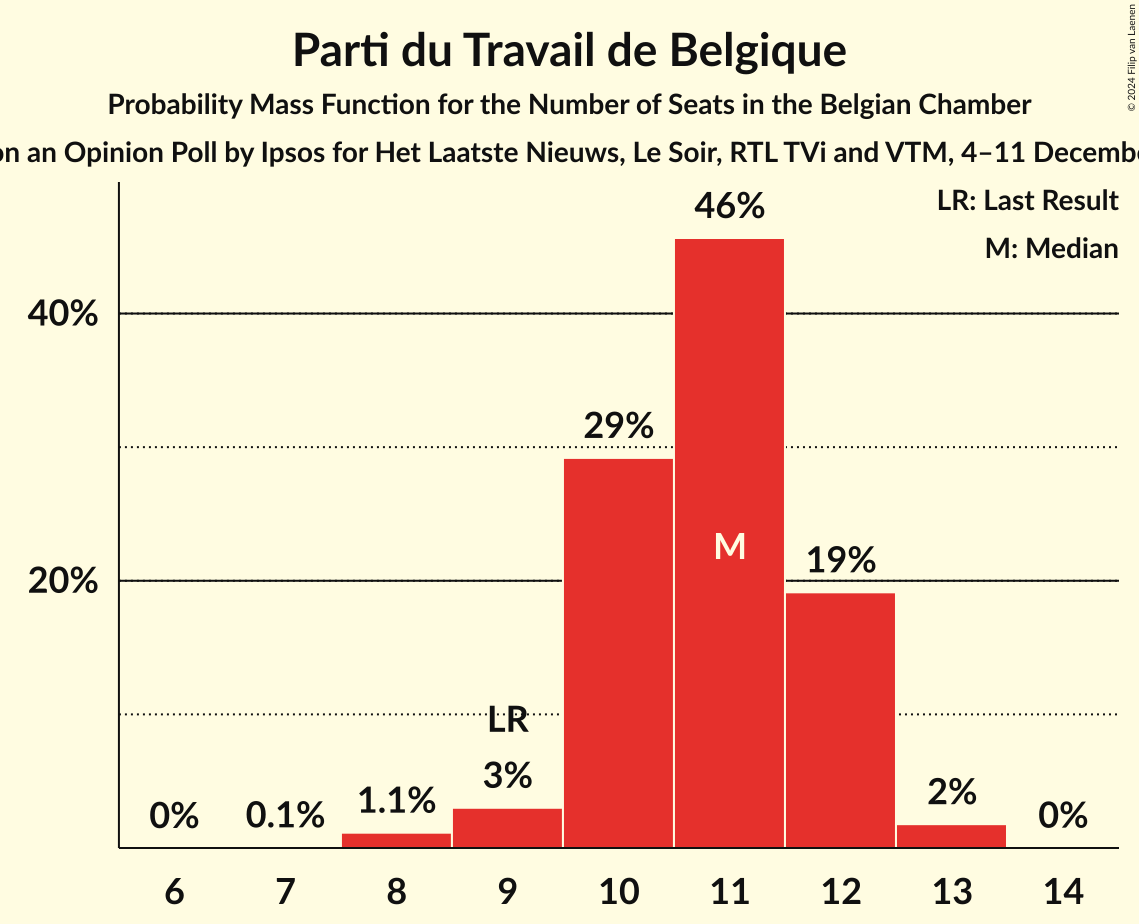 Parti du Travail de Belgique
Probability Mass Function for the Number of Seats in the Belgian Chamber
on an Opinion Poll by Ipsos for Het Laatste Nieuws, Le Soir, RTL TVi and VTM, 4–11
© 2024 Filip van Laenen
LR: Last Result
M: Median
46%
40%
29%
M
19%
20%
LR
3%
2%
1.1%
0%
0.1%
0%
6 7 8 9 10 11 12 13 14